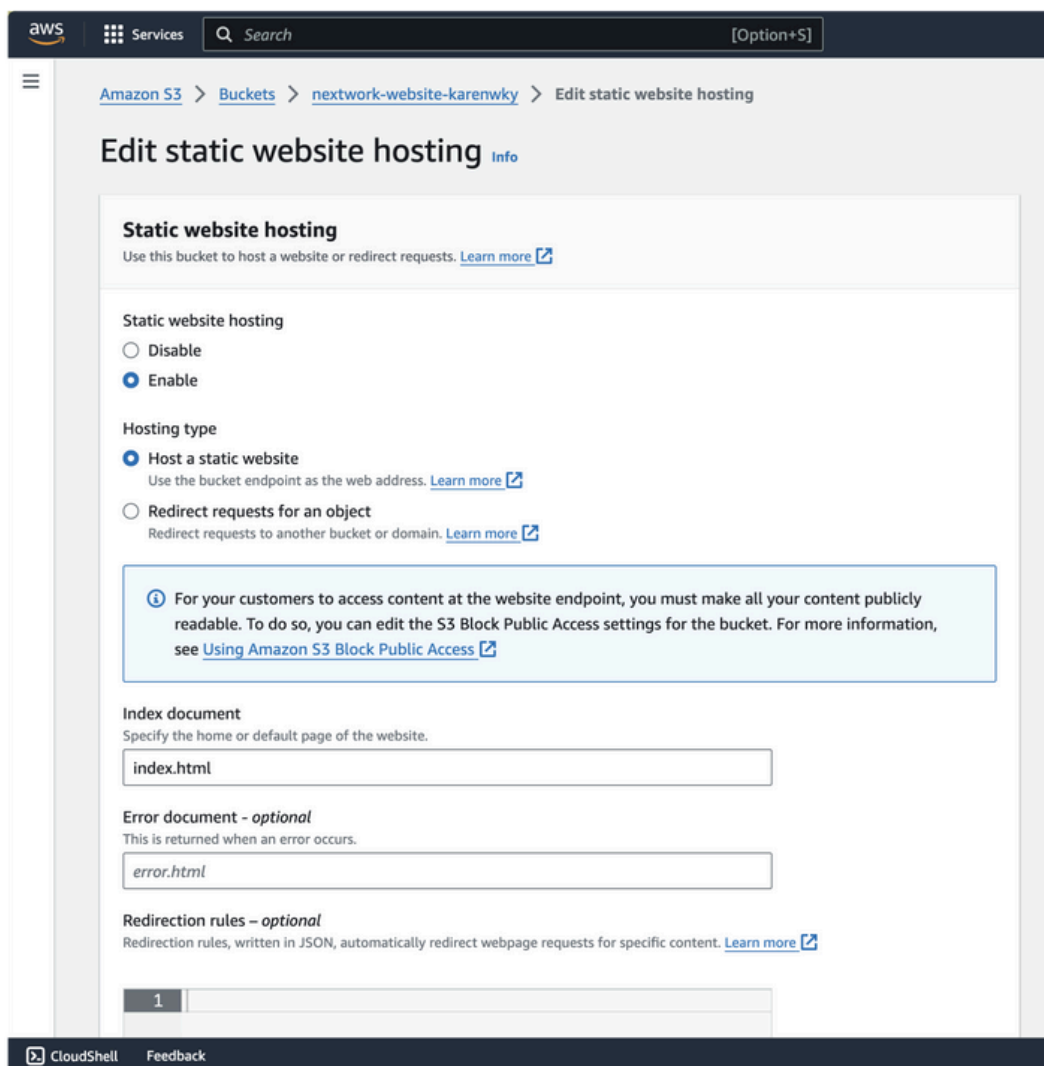 aws Services Search [Option+S]
Amazon S3 > Buckets > nextwork-website-karenwky > Edit static website hosting
Edit static website hosting Info
Static website hosting
Use this bucket to host a website or redirect requests. Learn more
Static website hosting
Disable
Enable
Hosting type
Host a static website
Use the bucket endpoint as the web address. Learn more
Redirect requests for an object
Redirect requests to another bucket or domain. Learn more
For your customers to access content at the website endpoint, you must make all your content publicly
readable. To do so, you can edit the S3 Block Public Access settings for the bucket. For more information,
see Using Amazon S3 Block Public Access
Index document
Specify the home or default page of the website.
index.html
Error document - optional
This is returned when an error occurs.
error.html
Redirection rules – optional
Redirection rules, written in JSON, automatically redirect webpage requests for specific content. Learn more
1
CloudShell Feedback